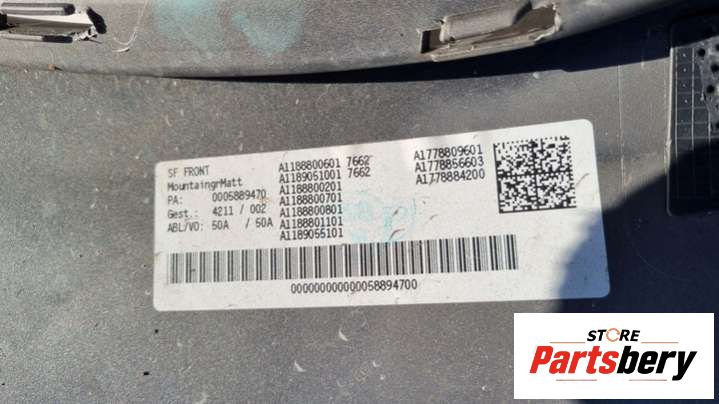 SF FRONT
MountaingrMatt
PA: 0005889470
Gest.: 4211 / 002
ABL/VO: 50A / 50A
A1188800601 7662
A1189051001 7662
A1188800201
A1188800701
A1188800801
A1188801101
A1189055101
A1778809601
A1778856603
A1778884200
00000000000058894700
STORE
Partsbery